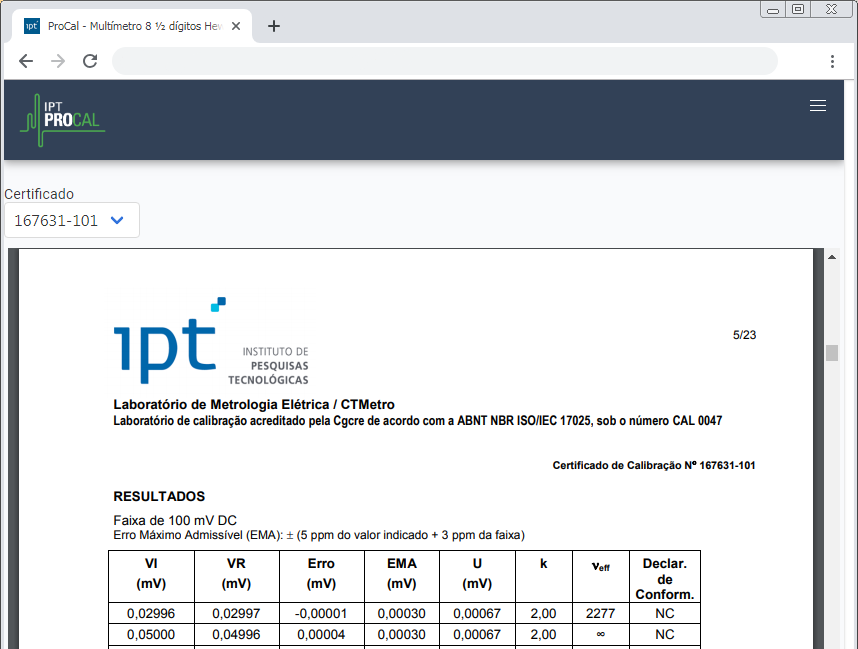 ipt ProCal - Multímetro 8 ½ dígitos Hew
IPT
PROCAL
Certificado
167631-101
ipt
INSTITUTO DE
PESQUISAS
TECNOLÓGICAS
5/23
Laboratório de Metrologia Elétrica / CTMetro
Laboratório de calibração acreditado pela Cgcre de acordo com a ABNT NBR ISO/IEC 17025, sob o número CAL 0047
Certificado de Calibração Nº 167631-101
RESULTADOS
Faixa de 100 mV DC
Erro Máximo Admissível (EMA): ± (5 ppm do valor indicado + 3 ppm da faixa)
VI (mV) VR (mV) Erro (mV) EMA (mV) U (mV) k νeff Declar. de Conform.
0,02996 0,02997 -0,00001 0,00030 0,00067 2,00 2277 NC
0,05000 0,04996 0,00004 0,00030 0,00067 2,00 ∞ NC